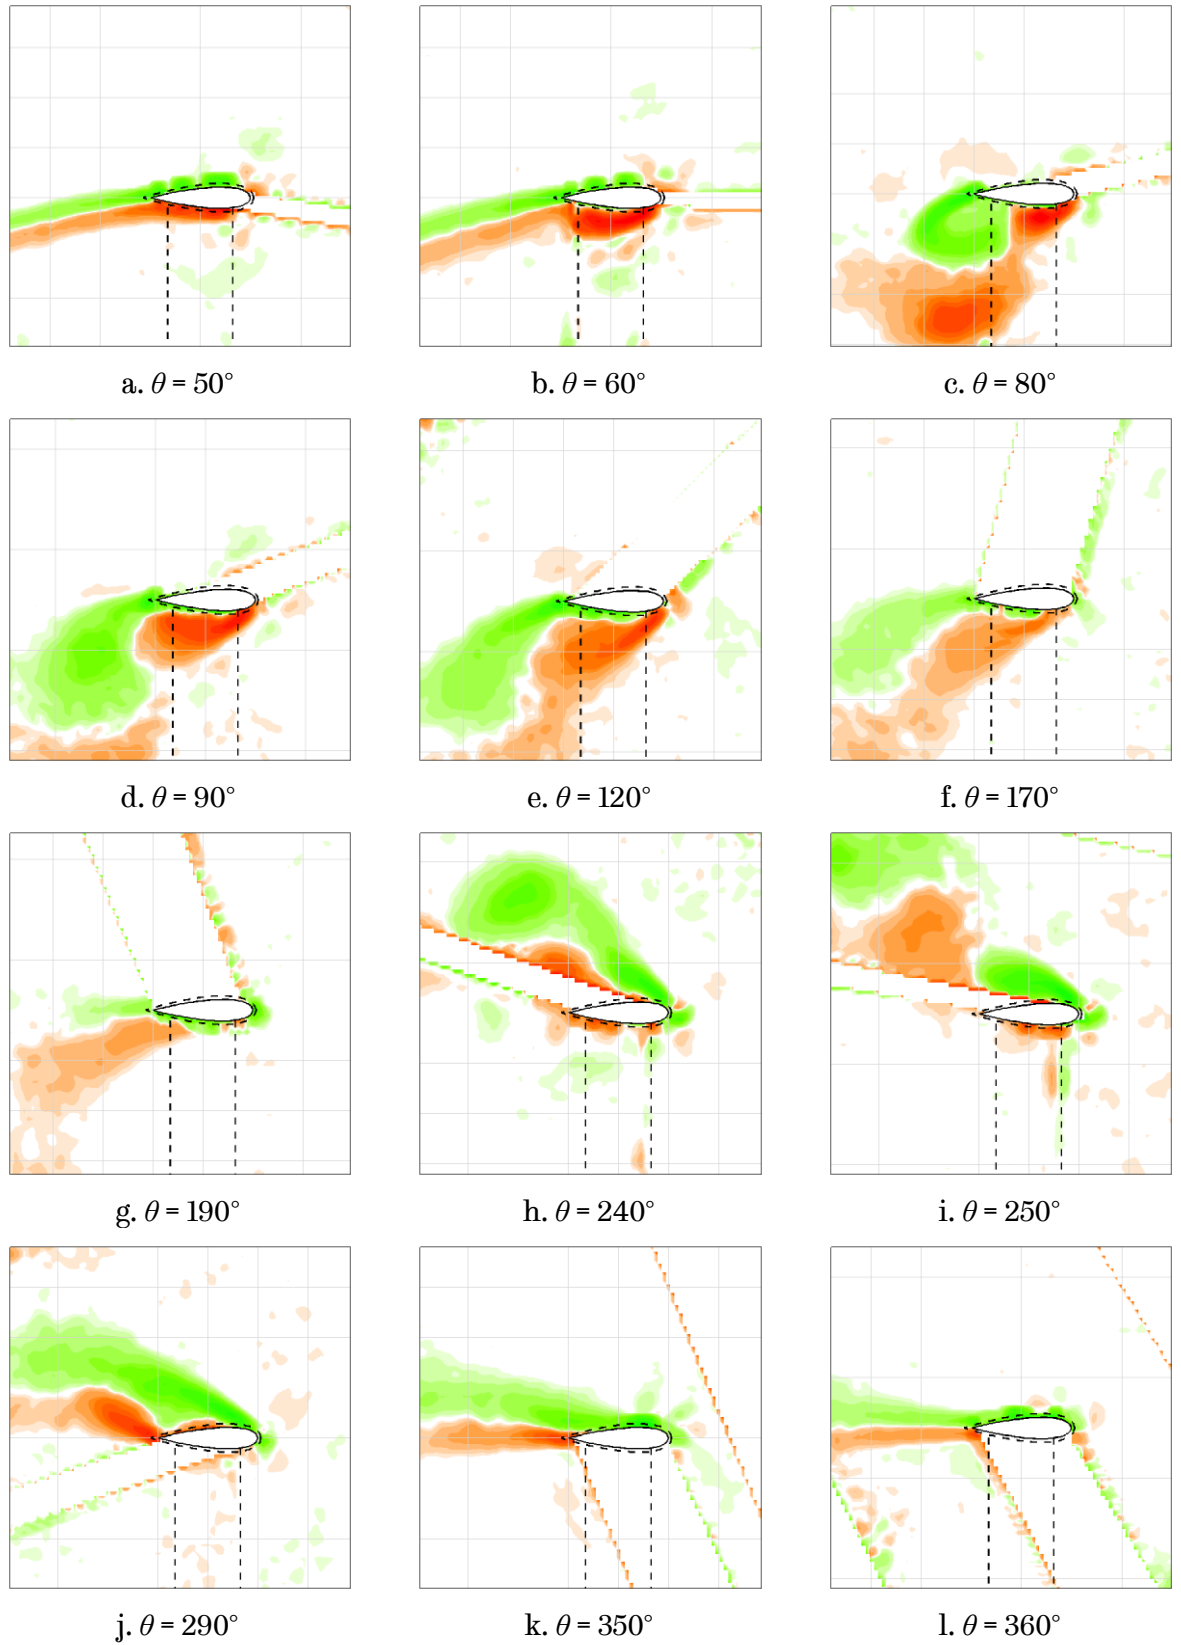 a. θ = 50°
b. θ = 60°
c. θ = 80°
d. θ = 90°
e. θ = 120°
f. θ = 170°
g. θ = 190°
h. θ = 240°
i. θ = 250°
j. θ = 290°
k. θ = 350°
l. θ = 360°